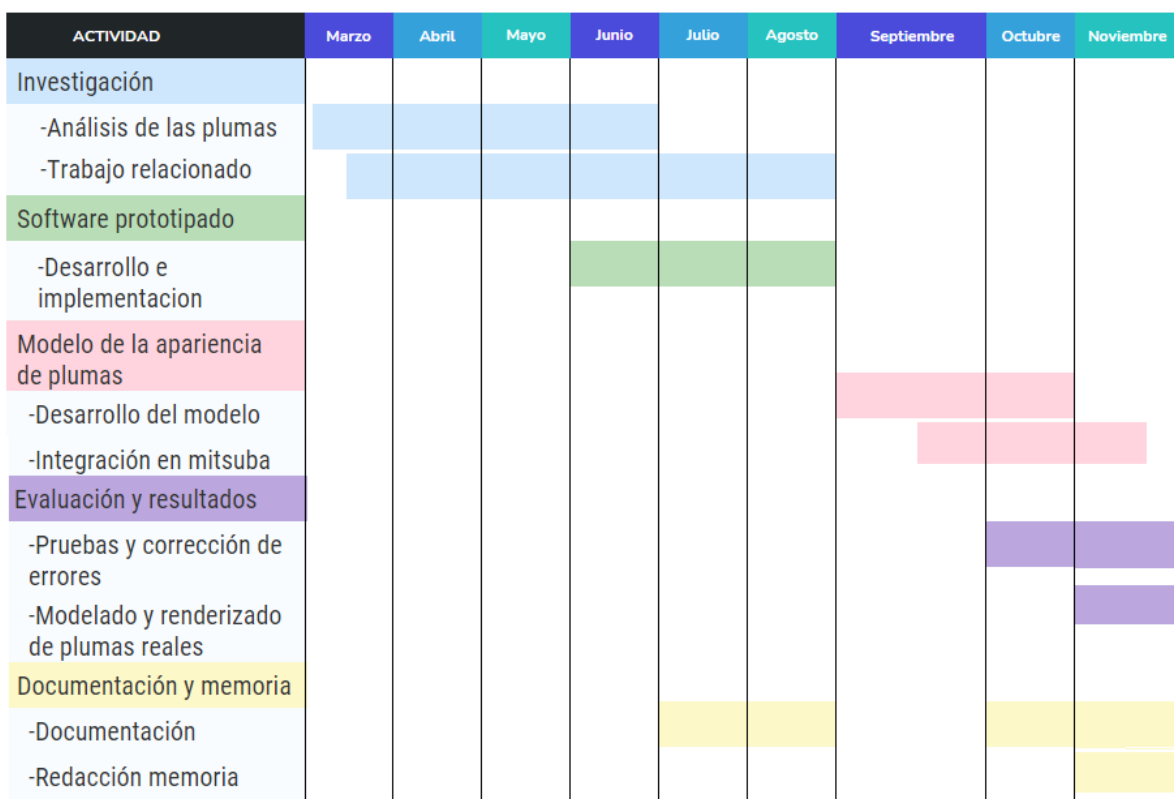 ACTIVIDAD Marzo Abril Mayo Junio Julio Agosto Septiembre Octubre Noviembre
Investigación
-Análisis de las plumas
-Trabajo relacionado
Software prototipado
-Desarrollo e
implementacion
Modelo de la apariencia
de plumas
-Desarrollo del modelo
-Integración en mitsuba
Evaluación y resultados
-Pruebas y corrección de
errores
-Modelado y renderizado
de plumas reales
Documentación y memoria
-Documentación
-Redacción memoria